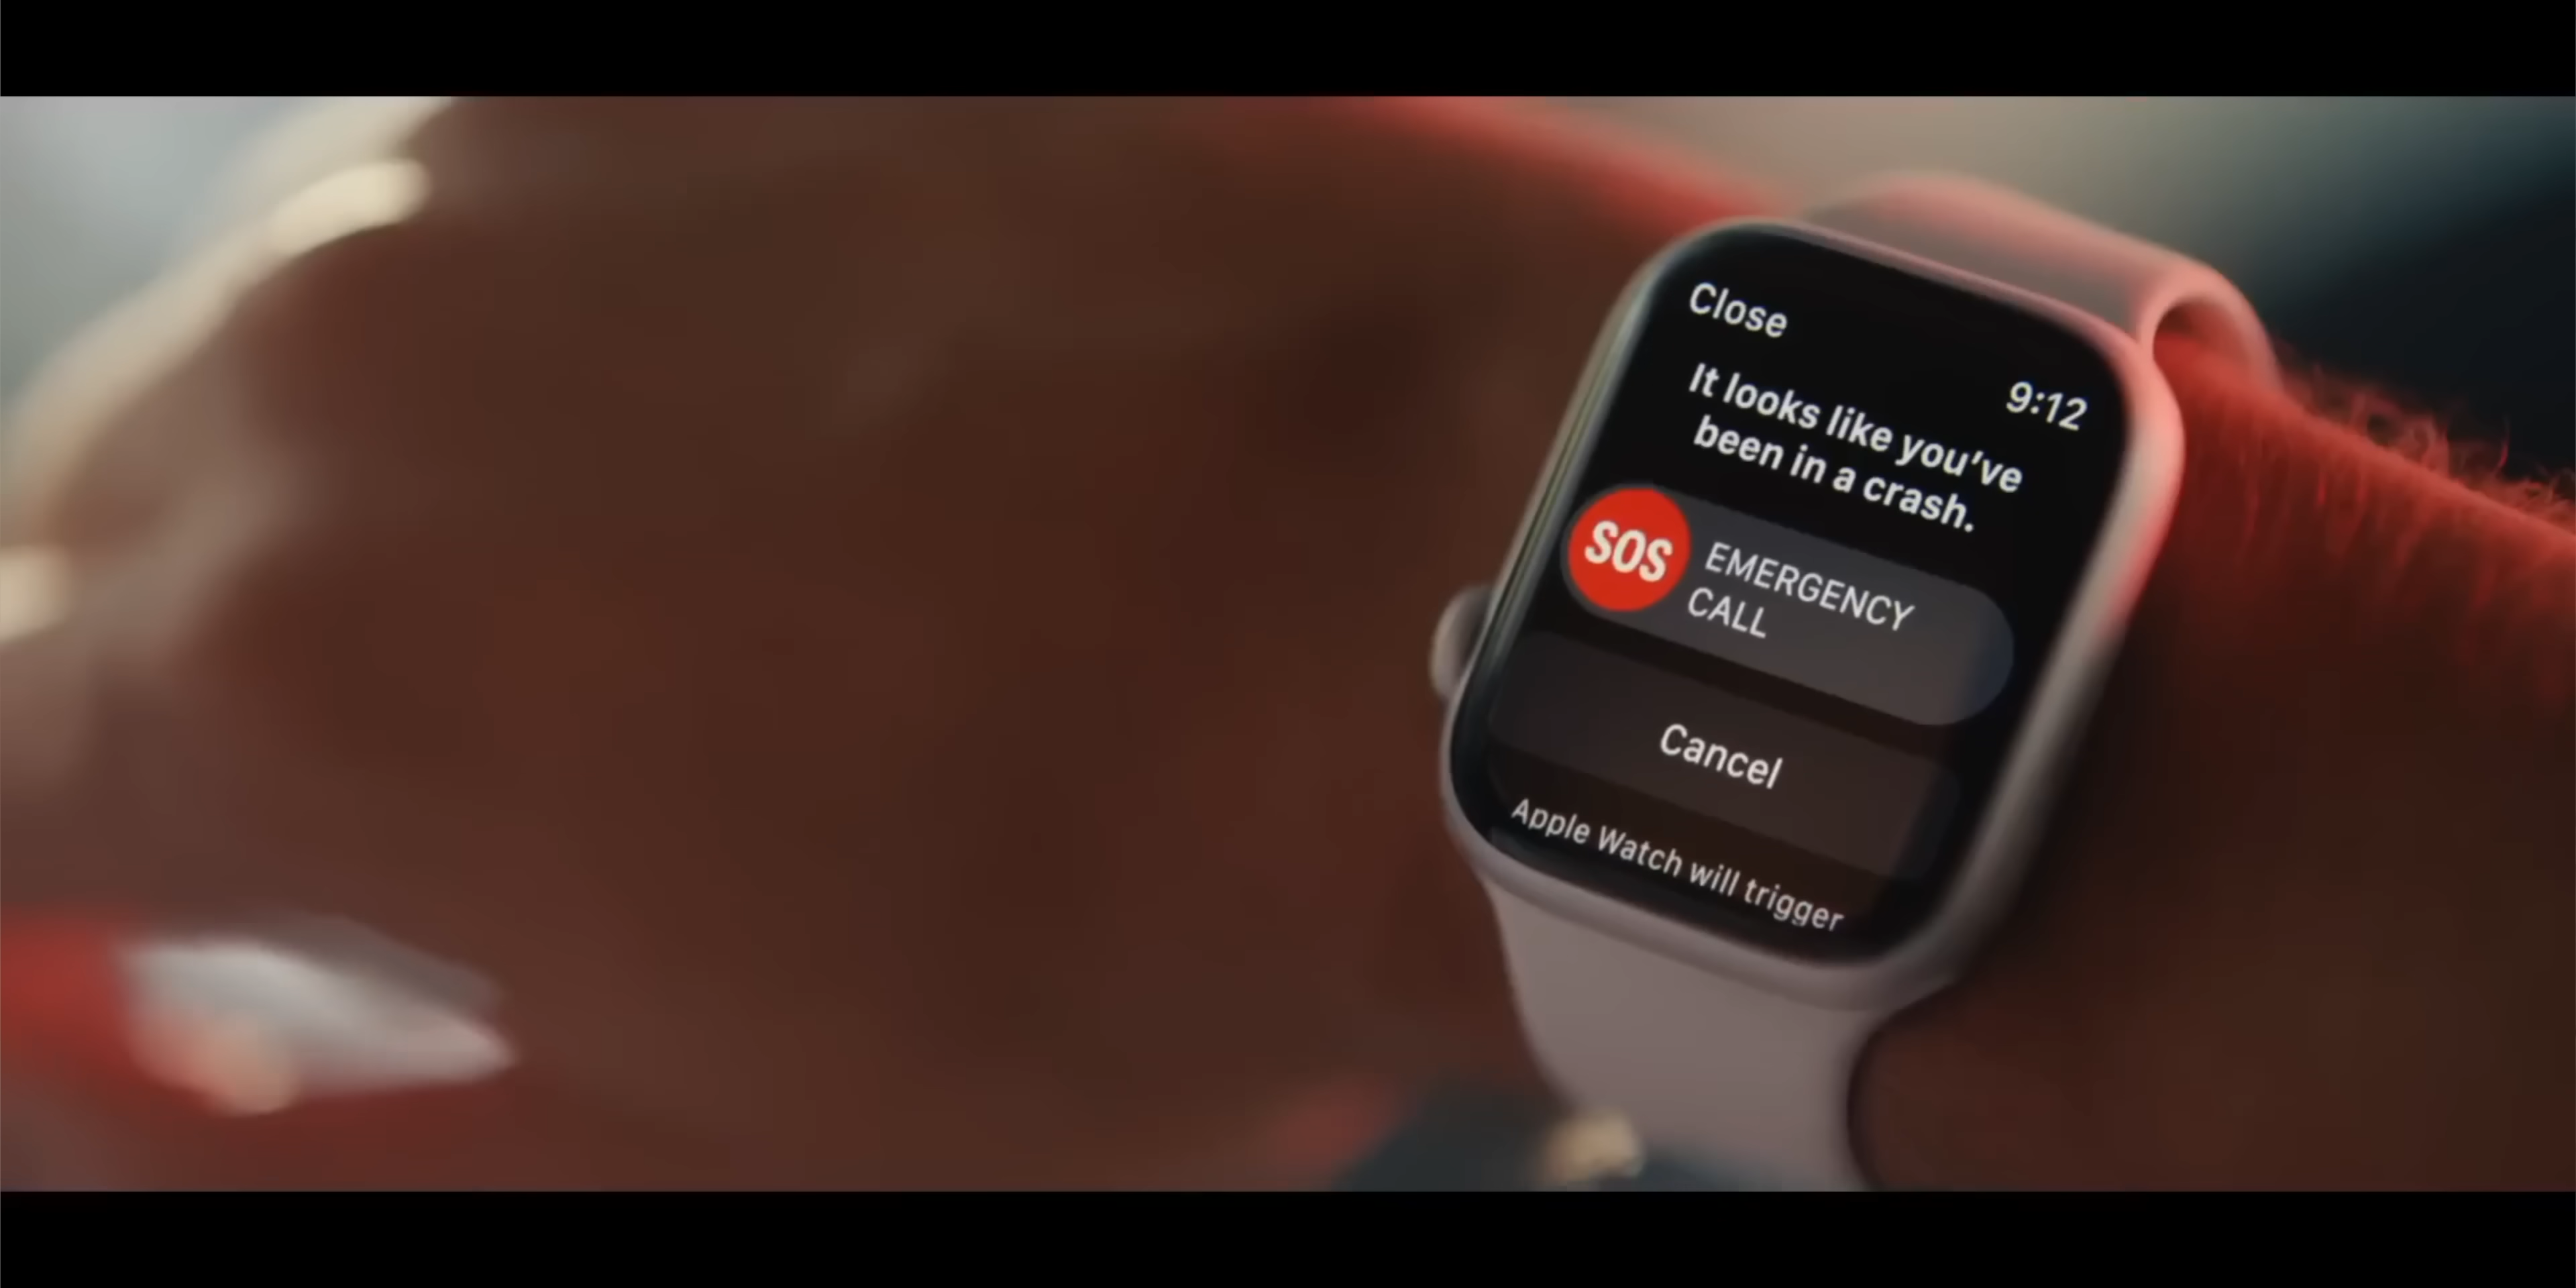 Close
9:12
It looks like you've
been in a crash.
SOS
EMERGENCY
CALL
Cancel
Apple Watch will trigger